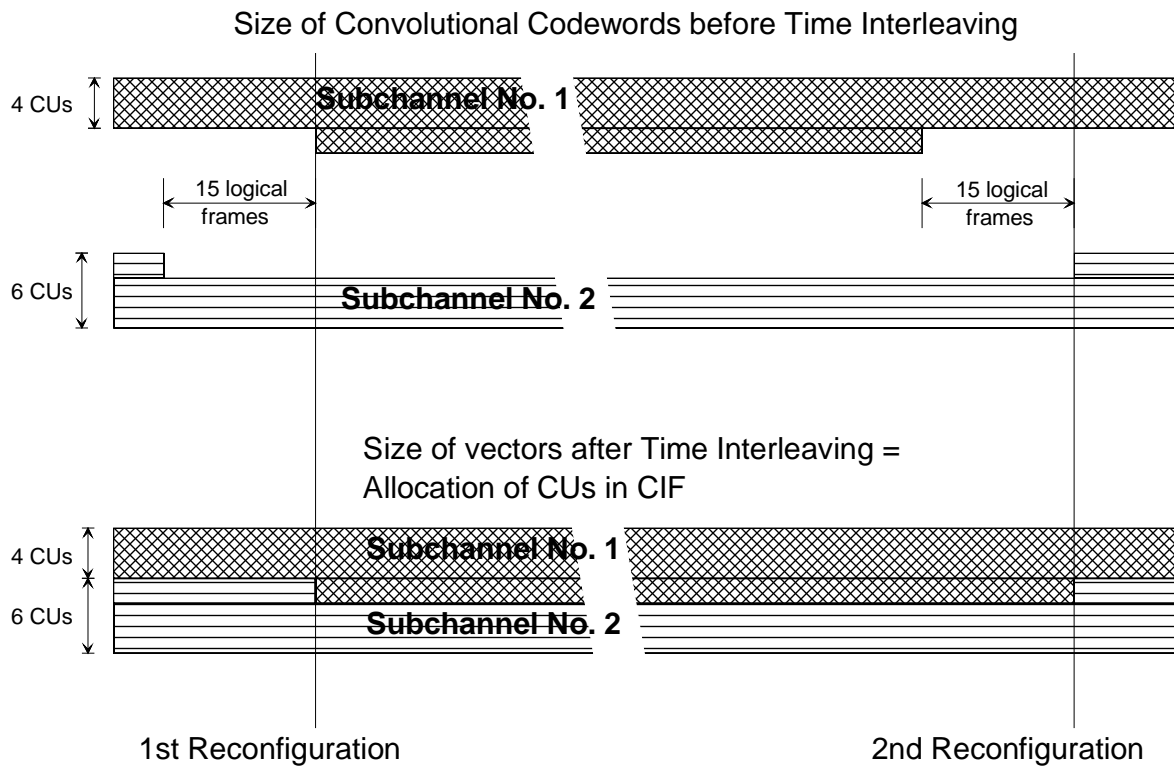 Size of Convolutional Codewords before Time Interleaving
4 CUs
Subchannel No. 1
15 logical
frames
15 logical
frames
6 CUs
Subchannel No. 2
Size of vectors after Time Interleaving =
Allocation of CUs in CIF
4 CUs
Subchannel No. 1
6 CUs
Subchannel No. 2
1st Reconfiguration
2nd Reconfiguration